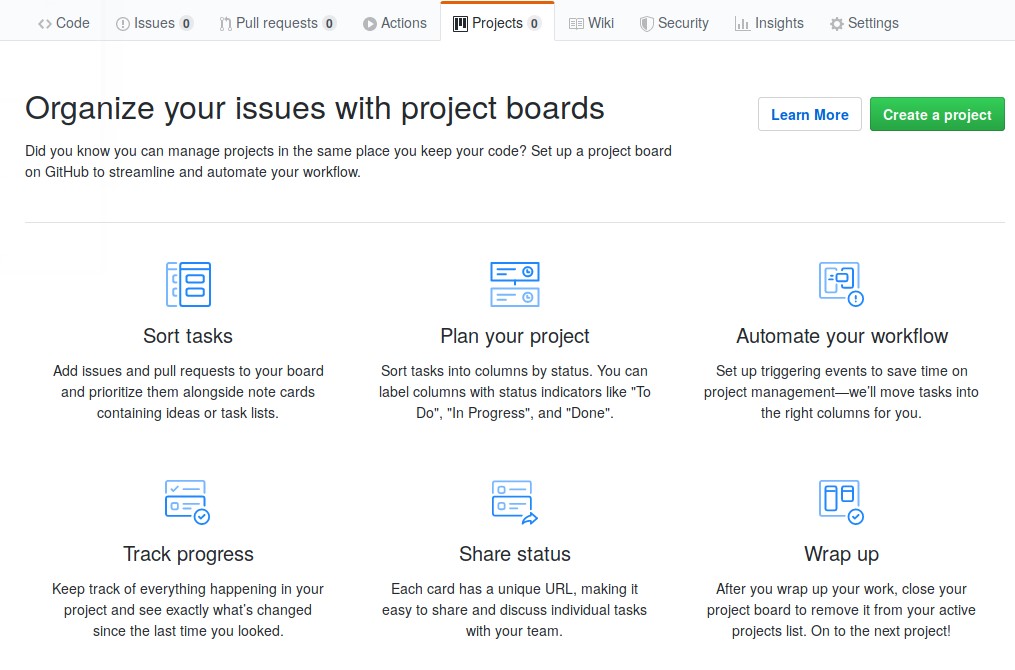 Code Issues 0 Pull requests 0 Actions Projects 0 Wiki Security Insights Settings
Organize your issues with project boards
Learn More Create a project
Did you know you can manage projects in the same place you keep your code? Set up a project board
on GitHub to streamline and automate your workflow.
Sort tasks
Add issues and pull requests to your board
and prioritize them alongside note cards
containing ideas or task lists.
Plan your project
Sort tasks into columns by status. You can
label columns with status indicators like "To
Do", "In Progress", and "Done".
Automate your workflow
Set up triggering events to save time on
project management—we’ll move tasks into
the right columns for you.
Track progress
Keep track of everything happening in your
project and see exactly what’s changed
since the last time you looked.
Share status
Each card has a unique URL, making it
easy to share and discuss individual tasks
with your team.
Wrap up
After you wrap up your work, close your
project board to remove it from your active
projects list. On to the next project!